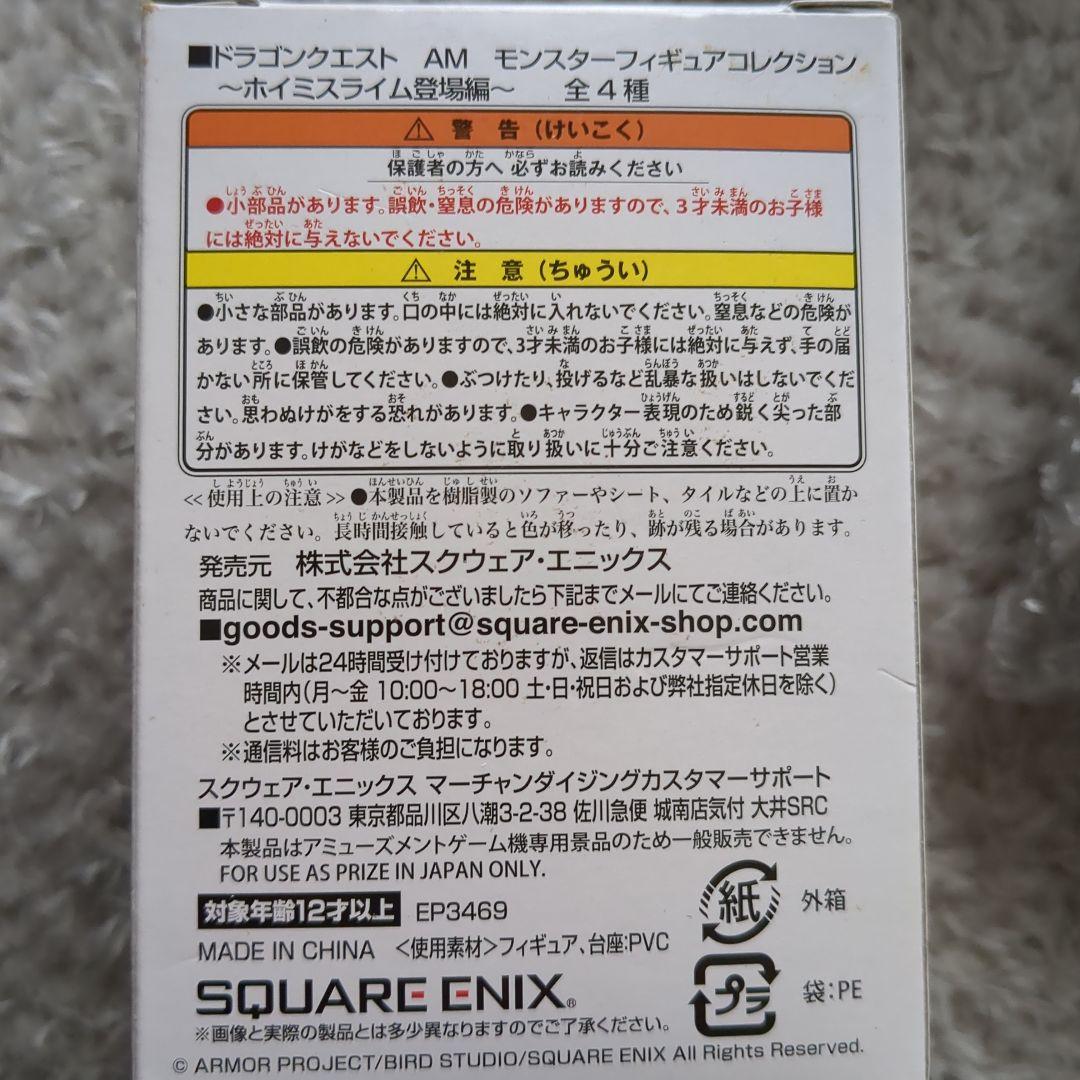 ■ドラゴンクエスト AM モンスターフィギュアコレクション
～ホイミスライム登場編～ 全4種
⚠ 警 告(けいこく)
保護者の方へ 必ずお読みください
●小部品があります。誤飲・窒息の危険がありますので、3才未満のお子様
には絶対に与えないでください。
⚠ 注 意(ちゅうい)
●小さな部品があります。口の中には絶対に入れないでください。窒息などの危険が
あります。●誤飲の危険がありますので、3才未満のお子様には絶対に与えず、手の届
かない所に保管してください。●ぶつけたり、投げるなど乱暴な扱いはしないでくだ
さい。思わぬけがをする恐れがあります。●キャラクター表現のため鋭く尖った部
分があります。けがなどをしないように取り扱いに十分ご注意ください。
≪使用上の注意≫●本製品を樹脂製のソファーやシート、タイルなどの上に置か
ないでください。長時間接触していると色が移ったり、跡が残る場合があります。
発売元 株式会社スクウェア・エニックス
商品に関して、不都合な点がございましたら下記までメールにてご連絡ください。
■goods-support@square-enix-shop.com
※メールは24時間受け付けておりますが、返信はカスタマーサポート営業
時間内(月～金 10:00～18:00 土・日・祝日および弊社指定休日を除く)
とさせていただいております。
※通信料はお客様のご負担になります。
スクウェア・エニックス マーチャンダイジングカスタマーサポート
■〒140-0003 東京都品川区八潮3-2-38 佐川急便 城南店気付 大井SRC
本製品はアミューズメントゲーム機専用景品のため一般販売できません。
FOR USE AS PRIZE IN JAPAN ONLY.
対象年齢12才以上 EP3469
紙 外箱
MADE IN CHINA <使用素材>フィギュア、台座:PVC
SQUARE ENIX®
プラ 袋:PE
※画像と実際の製品とは多少異なりますのでご了承ください。
© ARMOR PROJECT/BIRD STUDIO/SQUARE ENIX All Rights Reserved.